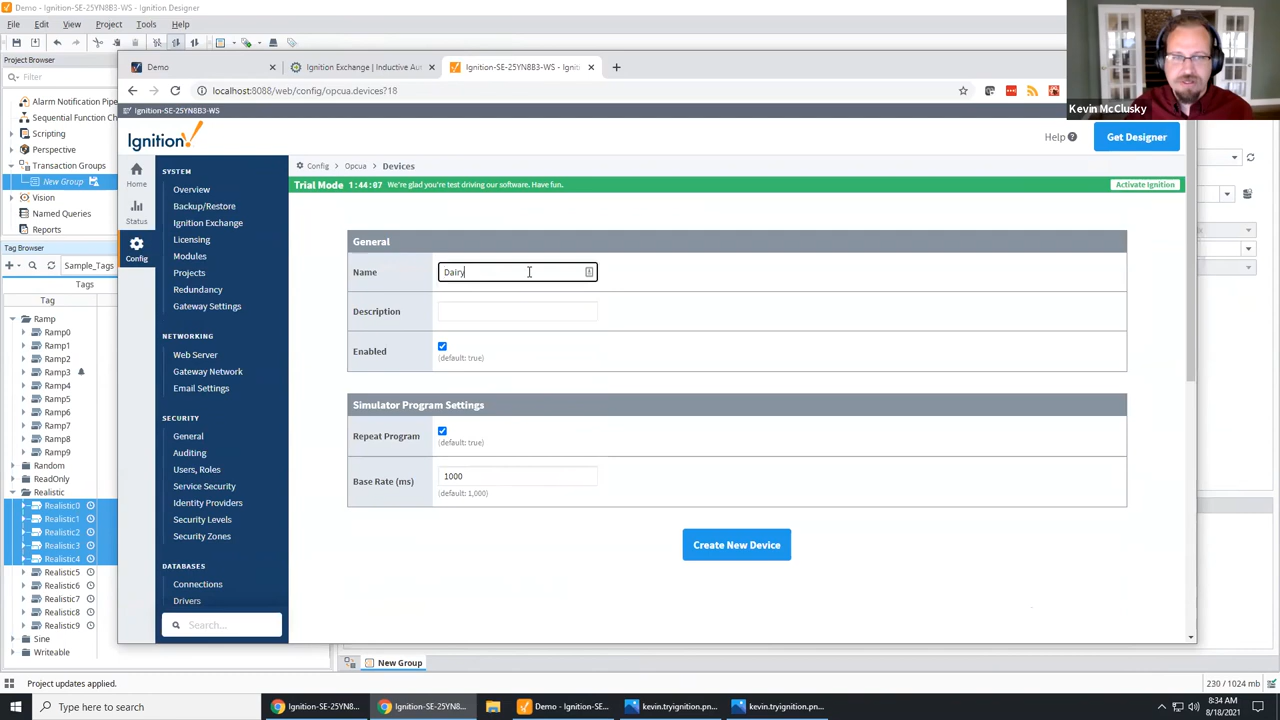 Demo - Ignition-SE-25YN8B3-WS - Ignition Designer
File Edit View Project Tools Help
Project Browser
Filter
Alarm Notification Pipe
Sequential Function Ch
Scripting
Perspective
Transaction Groups
New Group
Vision
Named Queries
Reports
Tag Browser
Sample_Tags
Tags
Tag
Ramp
Ramp0
Ramp1
Ramp2
Ramp3
Ramp4
Ramp5
Ramp6
Ramp7
Ramp8
Ramp9
Random
ReadOnly
Realistic
Realistic0
Realistic1
Realistic2
Realistic3
Realistic4
Realistic5
Realistic6
Realistic7
Realistic8
Realistic9
Sine
Writeable
Demo
Ignition Exchange | Inductive Au
Ignition-SE-25YN8B3-WS - Igniti
localhost:8088/web/config/opcua.devices?18
Ignition-SE-25YN8B3-WS
Ignition!
Help
Get Designer
Home
Status
Config
SYSTEM
Overview
Backup/Restore
Ignition Exchange
Licensing
Modules
Projects
Redundancy
Gateway Settings
NETWORKING
Web Server
Gateway Network
Email Settings
SECURITY
General
Auditing
Users, Roles
Service Security
Identity Providers
Security Levels
Security Zones
DATABASES
Connections
Drivers
Search...
Config > Opcua > Devices
Trial Mode 1:44:07 We're glad you're test driving our software. Have fun.
Activate Ignition
General
Name Dairy
Description
Enabled
(default: true)
Simulator Program Settings
Repeat Program
(default: true)
Base Rate (ms) 1000
(default: 1,000)
Create New Device
Kevin McClusky
New Group
Project updates applied.
230 / 1024 mb
Type here to search
Ignition-SE-25YN8...
Ignition-SE-25YN8...
Demo - Ignition-SE...
kevin.tryignition.pn...
kevin.tryignition.pn...
8:34 AM
8/18/2021